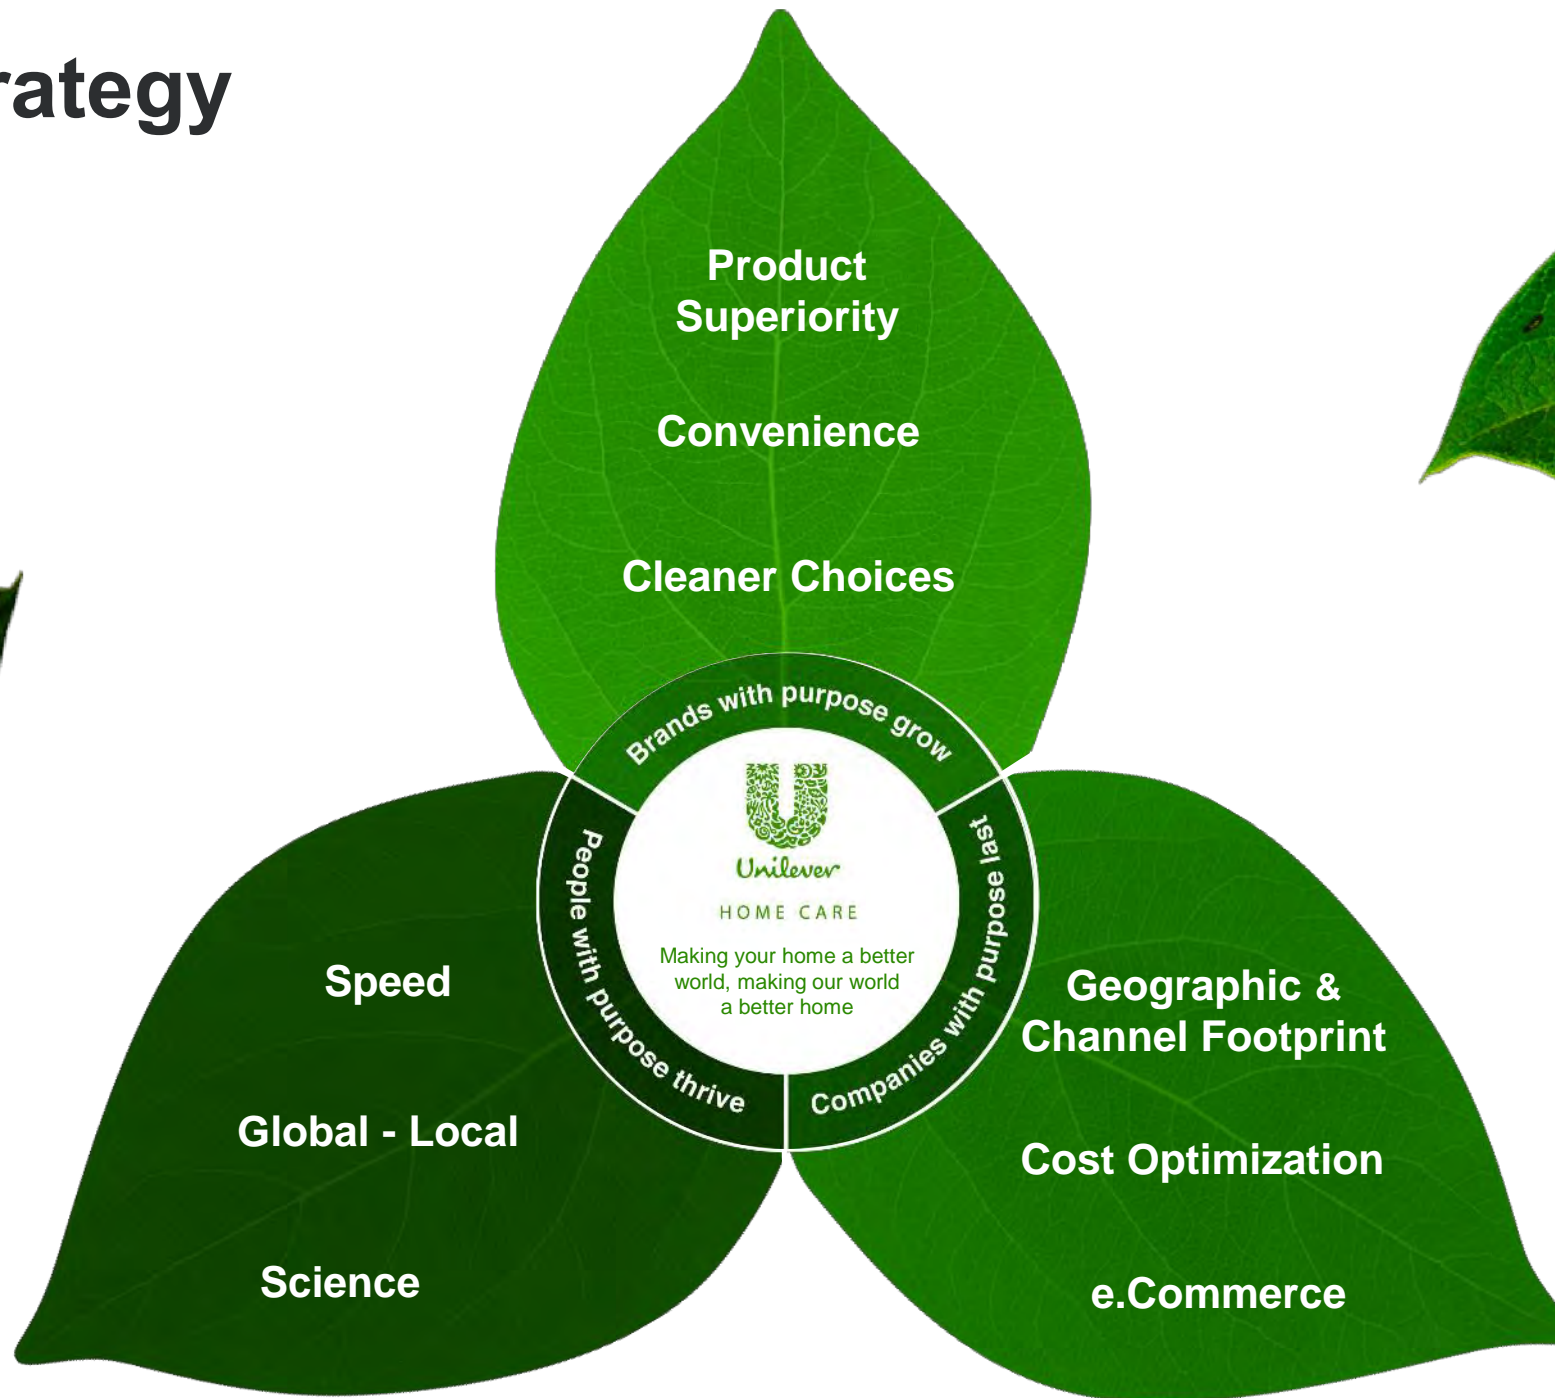 rategy
Product
Superiority
Convenience
Cleaner Choices
Brands with purpose grow
People with purpose thrive
Companies with purpose last
Unilever
HOME CARE
Making your home a better
world, making our world
a better home
Speed
Global - Local
Science
Geographic &
Channel Footprint
Cost Optimization
e.Commerce